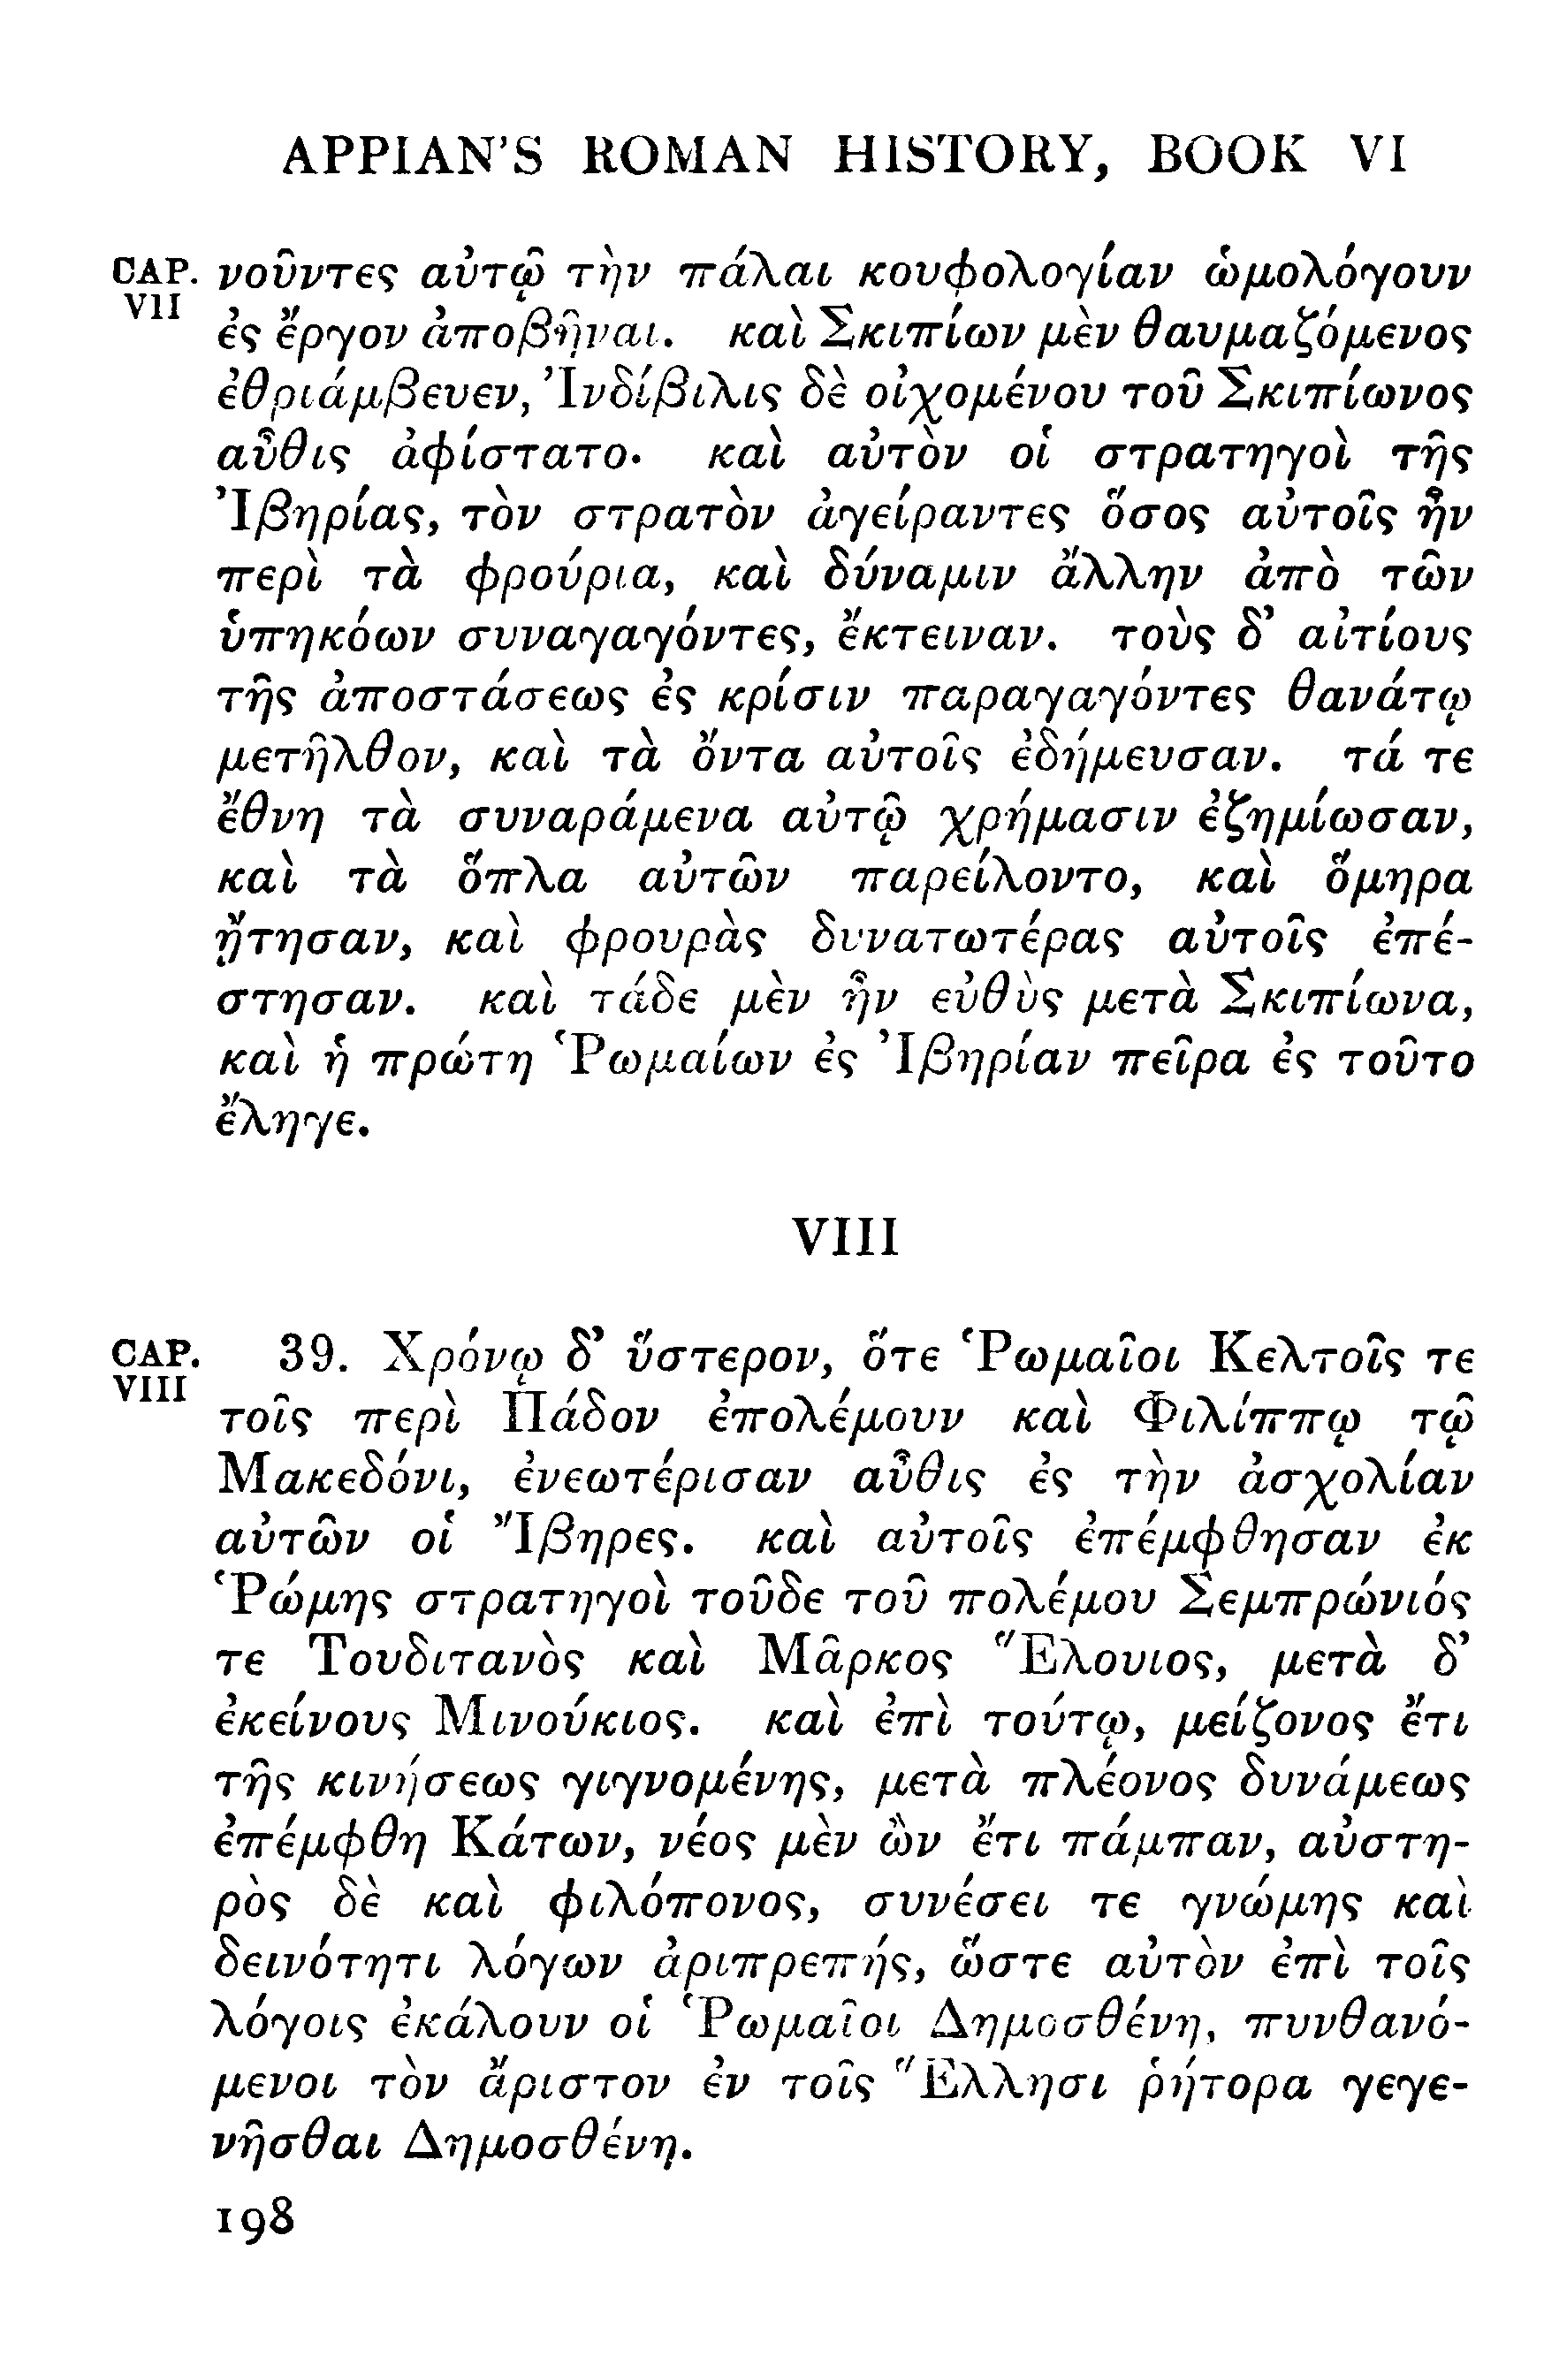 APPIAN'S ROMAN HISTORY, BOOK VI
CAP. VII νοῦντες αὐτῷ τὴν πάλαι κουφολογίαν ὡμολόγουν
ἐς ἔργον ἀποβῆναι. καὶ Σκιπίων μὲν θαυμαζόμενος
ἐθριάμβευεν, Ἰνδίβιλις δὲ οἰχομένου τοῦ Σκιπίωνος
αὖθις ἀφίστατο· καὶ αὐτὸν οἱ στρατηγοὶ τῆς
Ἰβηρίας, τὸν στρατὸν ἀγείραντες ὅσος αὐτοῖς ἦν
περὶ τὰ φρούρια, καὶ δύναμιν ἄλλην ἀπὸ τῶν
ὑπηκόων συναγαγόντες, ἔκτειναν. τοὺς δ’ αἰτίους
τῆς ἀποστάσεως ἐς κρίσιν παραγαγόντες θανάτῳ
μετῆλθον, καὶ τὰ ὄντα αὐτοῖς ἐδήμευσαν. τά τε
ἔθνη τὰ συναράμενα αὐτῷ χρήμασιν ἐζημίωσαν,
καὶ τὰ ὅπλα αὐτῶν παρείλοντο, καὶ ὅμηρα
ᾔτησαν, καὶ φρουρὰς δυνατωτέρας αὐτοῖς ἐπέ-
στησαν. καὶ τάδε μὲν ἦν εὐθὺς μετὰ Σκιπίωνα,
καὶ ἡ πρώτη Ῥωμαίων ἐς Ἰβηρίαν πεῖρα ἐς τοῦτο
ἔληγε.
VIII
CAP. VIII 39. Χρόνῳ δ’ ὕστερον, ὅτε Ῥωμαῖοι Κελτοῖς τε
τοῖς περὶ Πάδον ἐπολέμουν καὶ Φιλίππῳ τῷ
Μακεδόνι, ἐνεωτέρισαν αὖθις ἐς τὴν ἀσχολίαν
αὐτῶν οἱ Ἴβηρες. καὶ αὐτοῖς ἐπέμφθησαν ἐκ
Ῥώμης στρατηγοὶ τοῦδε τοῦ πολέμου Σεμπρώνιός
τε Τουδιτανὸς καὶ Μᾶρκος Ἕλουιος, μετὰ δ’
ἐκείνους Μινούκιος. καὶ ἐπὶ τούτῳ, μείζονος ἔτι
τῆς κινήσεως γιγνομένης, μετὰ πλέονος δυνάμεως
ἐπέμφθη Κάτων, νέος μὲν ὢν ἔτι πάμπαν, αὐστη-
ρὸς δὲ καὶ φιλόπονος, συνέσει τε γνώμης καὶ
δεινότητι λόγων ἀριπρεπής, ὥστε αὐτὸν ἐπὶ τοῖς
λόγοις ἐκάλουν οἱ Ῥωμαῖοι Δημοσθένη, πυνθανό-
μενοι τὸν ἄριστον ἐν τοῖς Ἕλλησι ῥήτορα γεγε-
νῆσθαι Δημοσθένη.
198